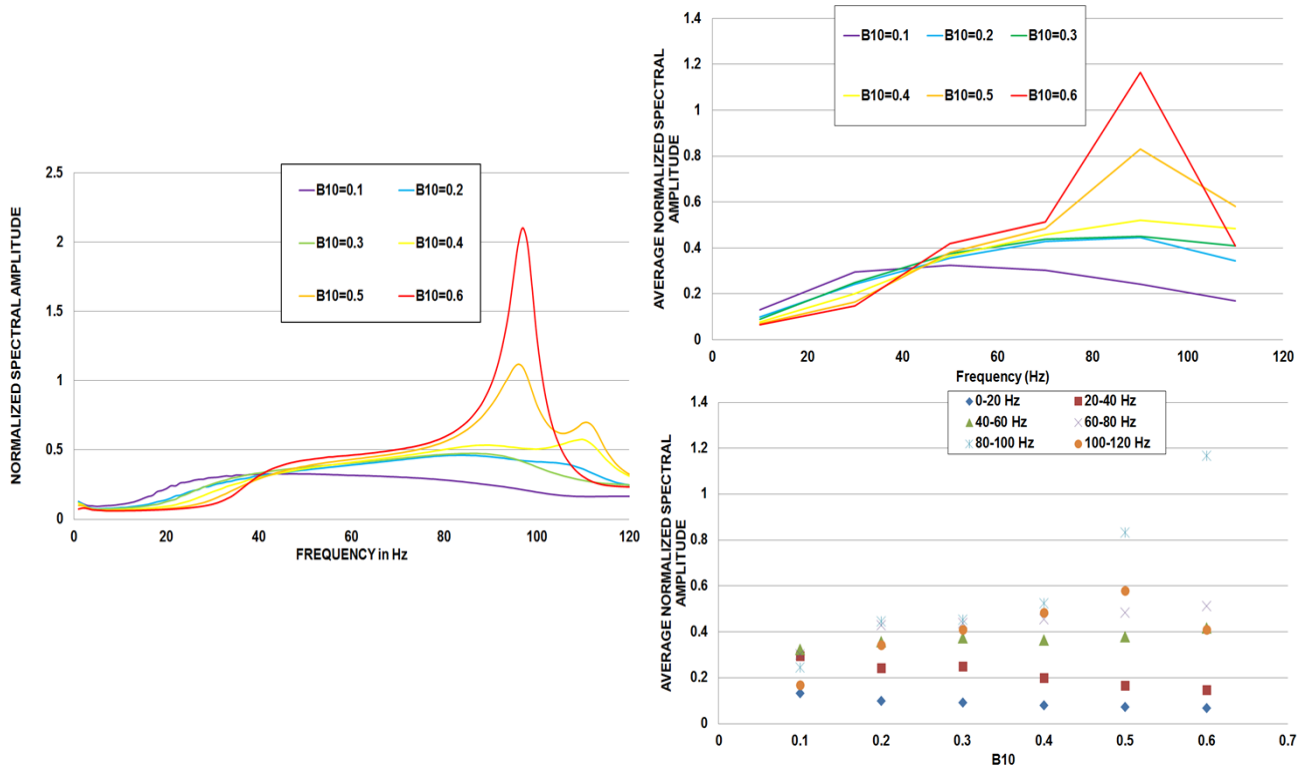 NORMALIZED SPECTRAL AMPLITUDE
2.5
2
1.5
1
0.5
0
B10=0.1 B10=0.2
B10=0.3 B10=0.4
B10=0.5 B10=0.6
0 20 40 60 80 100 120
FREQUENCY in Hz
AVERAGE NORMALIZED SPECTRAL
AMPLITUDE
1.4
1.2
1
0.8
0.6
0.4
0.2
0
B10=0.1 B10=0.2 B10=0.3
B10=0.4 B10=0.5 B10=0.6
0 20 40 60 80 100 120
Frequency (Hz)
AVERAGE NORMALIZED SPECTRAL
AMPLITUDE
1.4
1.2
1
0.8
0.6
0.4
0.2
0
0-20 Hz 20-40 Hz
40-60 Hz 60-80 Hz
80-100 Hz 100-120 Hz
0.1 0.2 0.3 0.4 0.5 0.6 0.7
B10